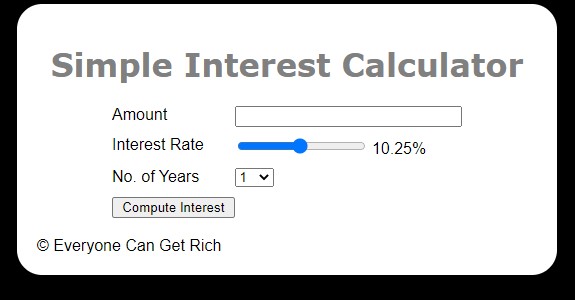 Simple Interest Calculator
Amount
Interest Rate 10.25%
No. of Years 1
Compute Interest
© Everyone Can Get Rich